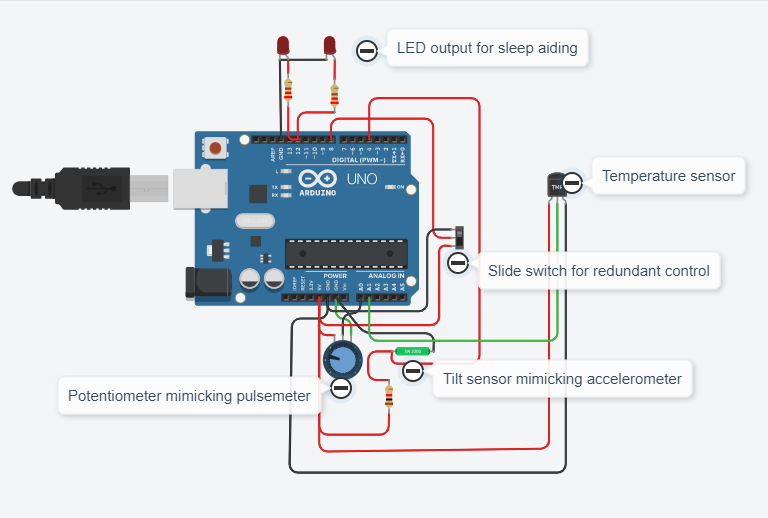 LED output for sleep aiding
Temperature sensor
Slide switch for redundant control
Tilt sensor mimicking accelerometer
Potentiometer mimicking pulsemeter
AREF
GND
13
12
~11
~10
~9
8
7
~6
~5
4
~3
2
TX→1
RX←0
DIGITAL (PWM~)
L
TX
RX
UNO
ARDUINO
ON
TMP
POWER
ANALOG IN
IOREF
RESET
3.3V
5V
GND
GND
Vin
A0
A1
A2
A3
A4
A5